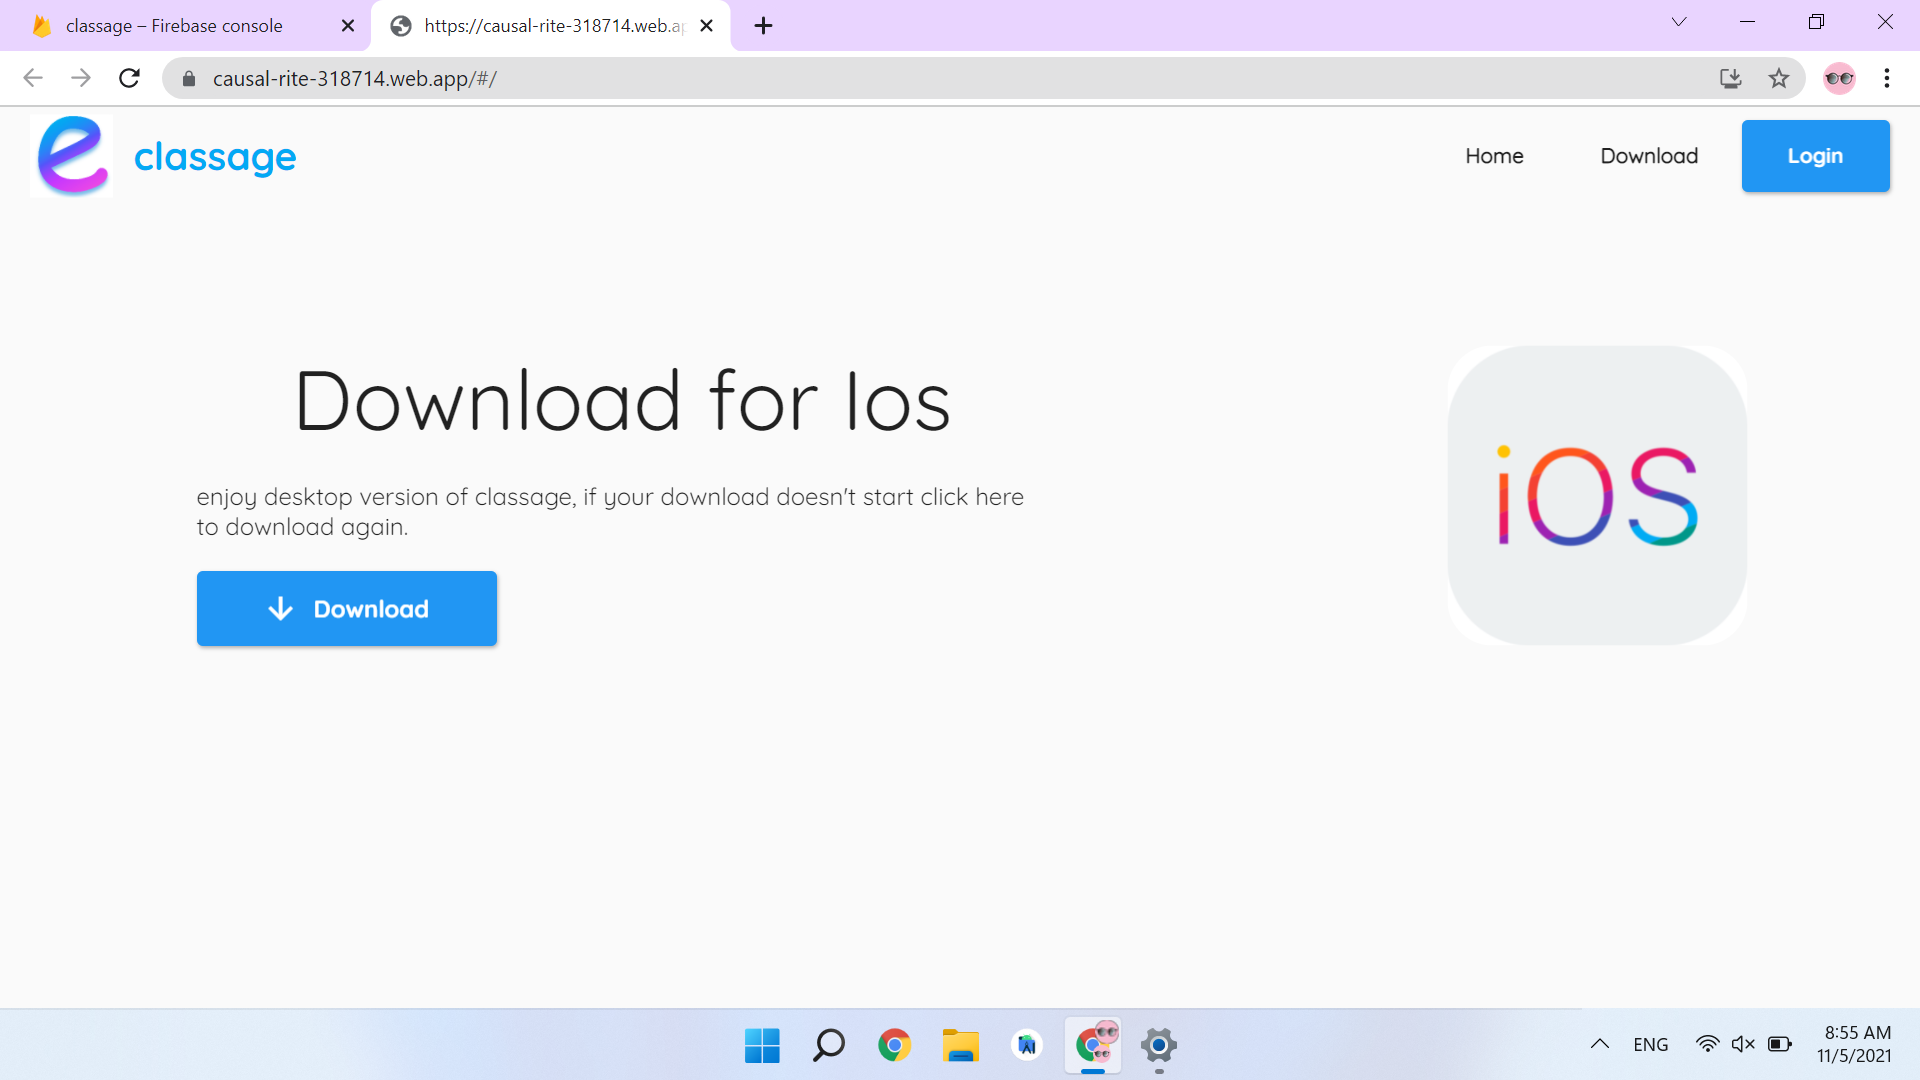 classage – Firebase console
https://causal-rite-318714.web.ap
causal-rite-318714.web.app/#/
e classage
Home
Download
Login
Download for Ios
enjoy desktop version of classage, if your download doesn't start click here
to download again.
Download
iOS
ENG
8:55 AM
11/5/2021